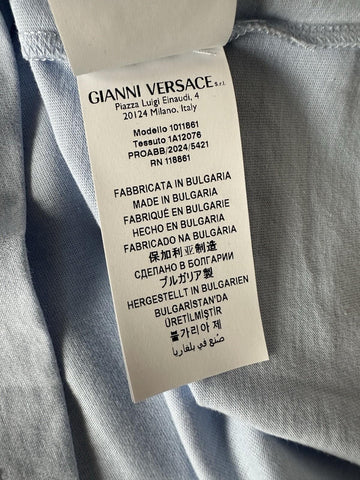 GIANNI VERSACE S.r.l.
Piazza Luigi Einaudi, 4
20124 Milano, Italy
Modello 1011861
Tessuto 1A12076
PROABB/2024/5421
RN 118861
FABBRICATA IN BULGARIA
MADE IN BULGARIA
FABRIQUÉ EN BULGARIE
HECHO EN BULGARIA
FABRICADO NA BULGÁRIA
保加利亚制造
СДЕЛАНО В БОЛГАРИИ
ブルガリア製
HERGESTELLT IN BULGARIEN
BULGARİSTAN'DA
ÜRETİLMİŞTİR
불가리아 제
صُنع في بلغاريا